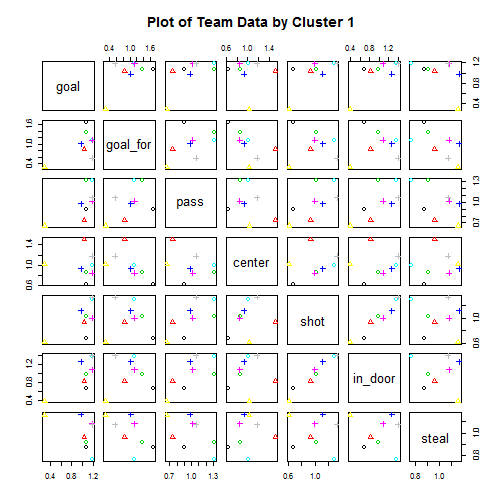 Plot of Team Data by Cluster 1
0.4 1.0 1.6
0.6 1.0 1.4
0.4 0.8 1.2
goal
0.4 0.8 1.2
goal_for
0.4 1.0 1.6
pass
0.7 1.0 1.3
center
0.6 1.0 1.4
shot
0.6 1.0
in_door
0.4 0.8 1.2
steal
0.8 1.0
0.4 0.8 1.2
0.7 1.0 1.3
0.6 1.0
0.8 1.0